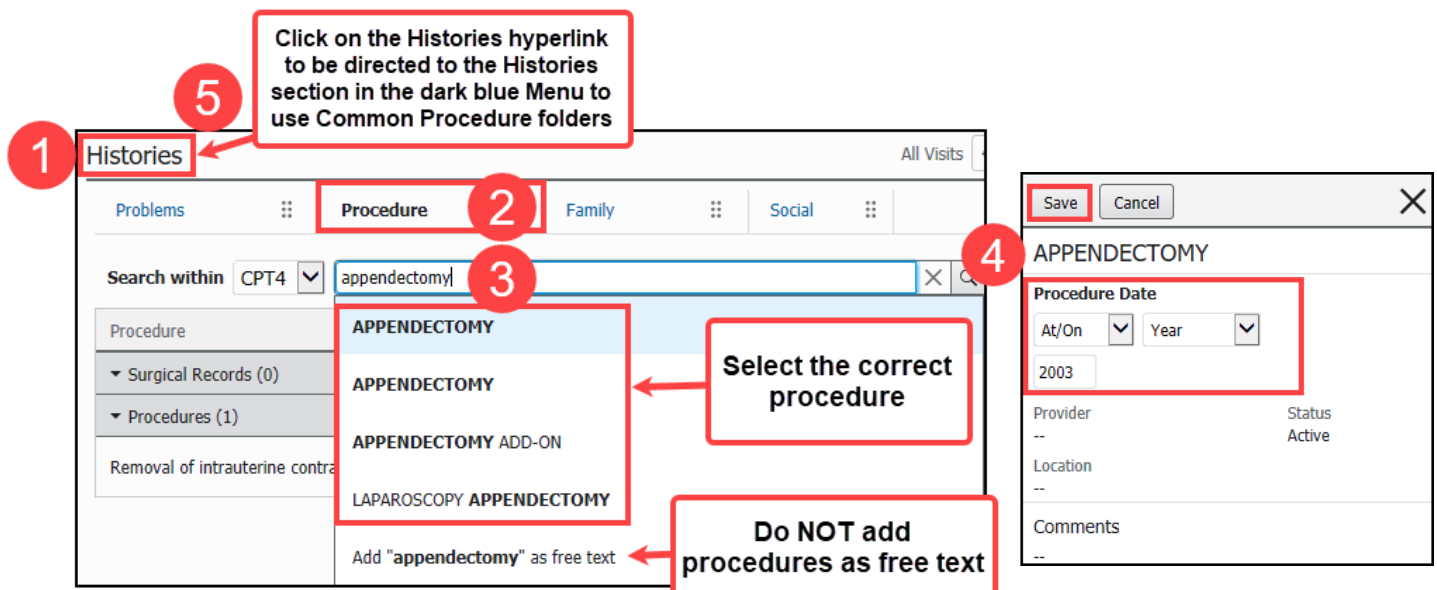 Click on the Histories hyperlink
to be directed to the Histories
section in the dark blue Menu to
use Common Procedure folders
5
1
Histories
All Visits
Problems
Procedure
2
Family
Social
Search within
CPT4
appendectomy
3
Procedure
APPENDECTOMY
Surgical Records (0)
APPENDECTOMY
Procedures (1)
APPENDECTOMY ADD-ON
Removal of intrauterine
LAPAROSCOPY APPENDECTOMY
Add "appendectomy" as free text
Select the correct
procedure
Do NOT add
procedures as free text
Save
Cancel
4
APPENDECTOMY
Procedure Date
At/On
Year
2003
Provider
Status
--
Active
Location
--
Comments
--